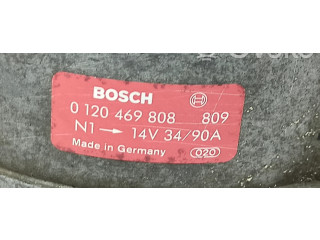 BOSCH
0 120 469 808 809
N1 → 14V 34/90A
Made in Germany 020